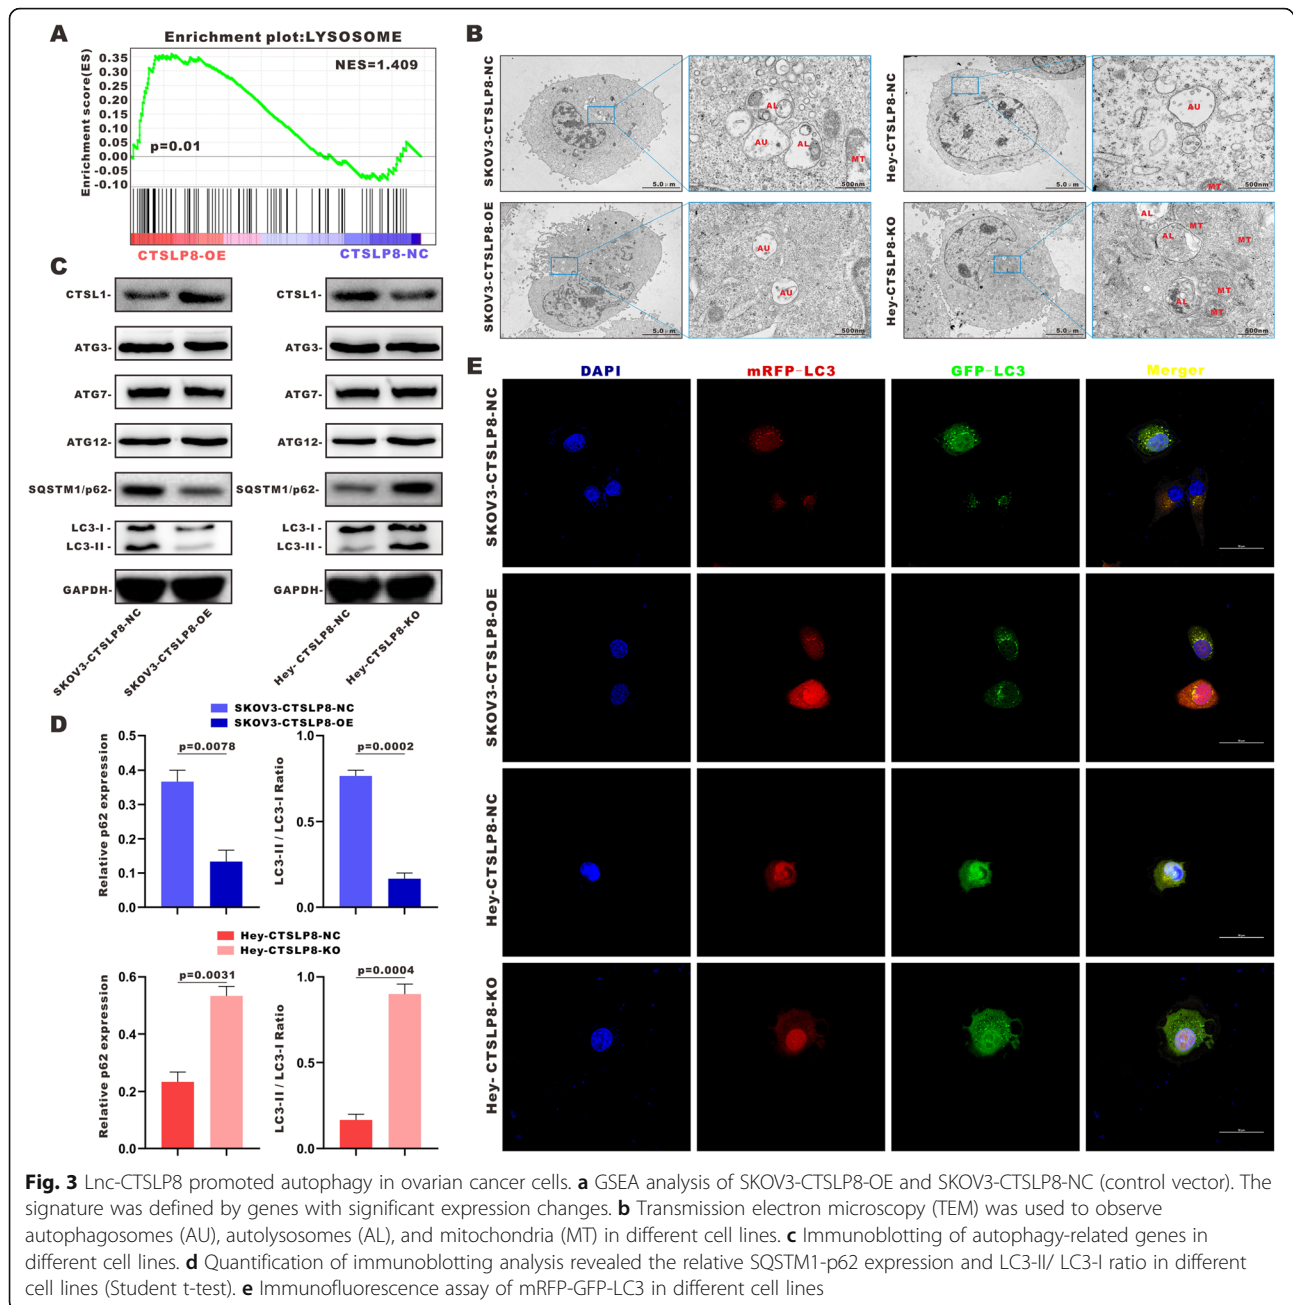 A
Enrichment plot:LYSOSOME
Enrichment score(ES)
0.35
0.30
0.25
0.20
0.15
0.10
0.05
0.00
-0.05
-0.10
NES=1.409
p=0.01
CTSLP8-OE
CTSLP8-NC
B
SKOV3-CTSLP8-NC
5.0μm
AL
AU
AL
MT
500nm
Hey-CTSLP8-NC
5.0μm
AU
MT
500nm
SKOV3-CTSLP8-OE
5.0μm
AU
AU
500nm
Hey-CTSLP8-KO
5.0μm
AL
MT
AL
MT
MT
AL
MT
500nm
C
CTSL1-
ATG3-
ATG7-
ATG12-
SQSTM1/p62-
LC3-I -
LC3-II -
GAPDH-
SKOV3-CTSLP8-NC
SKOV3-CTSLP8-OE
CTSL1-
ATG3-
ATG7-
ATG12-
SQSTM1/p62-
LC3-I -
LC3-II -
GAPDH-
Hey- CTSLP8-NC
Hey-CTSLP8-KO
D
SKOV3-CTSLP8-NC
SKOV3-CTSLP8-OE
Relative p62 expression
0.5
0.4
0.3
0.2
0.1
0.0
p=0.0078
LC3-II / LC3-I Ratio
1.0
0.5
0.0
p=0.0002
Hey-CTSLP8-NC
Hey-CTSLP8-KO
Relative p62 expression
0.6
0.4
0.2
0.0
p=0.0031
LC3-II / LC3-I Ratio
1.0
0.5
0.0
p=0.0004
E
DAPI
mRFP-LC3
GFP-LC3
Merger
SKOV3-CTSLP8-NC
SKOV3-CTSLP8-OE
Hey-CTSLP8-NC
Hey- CTSLP8-KO
Fig. 3 Lnc-CTSLP8 promoted autophagy in ovarian cancer cells. a GSEA analysis of SKOV3-CTSLP8-OE and SKOV3-CTSLP8-NC (control vector). The
signature was defined by genes with significant expression changes. b Transmission electron microscopy (TEM) was used to observe
autophagosomes (AU), autolysosomes (AL), and mitochondria (MT) in different cell lines. c Immunoblotting of autophagy-related genes in
different cell lines. d Quantification of immunoblotting analysis revealed the relative SQSTM1-p62 expression and LC3-II/ LC3-I ratio in different
cell lines (Student t-test). e Immunofluorescence assay of mRFP-GFP-LC3 in different cell lines